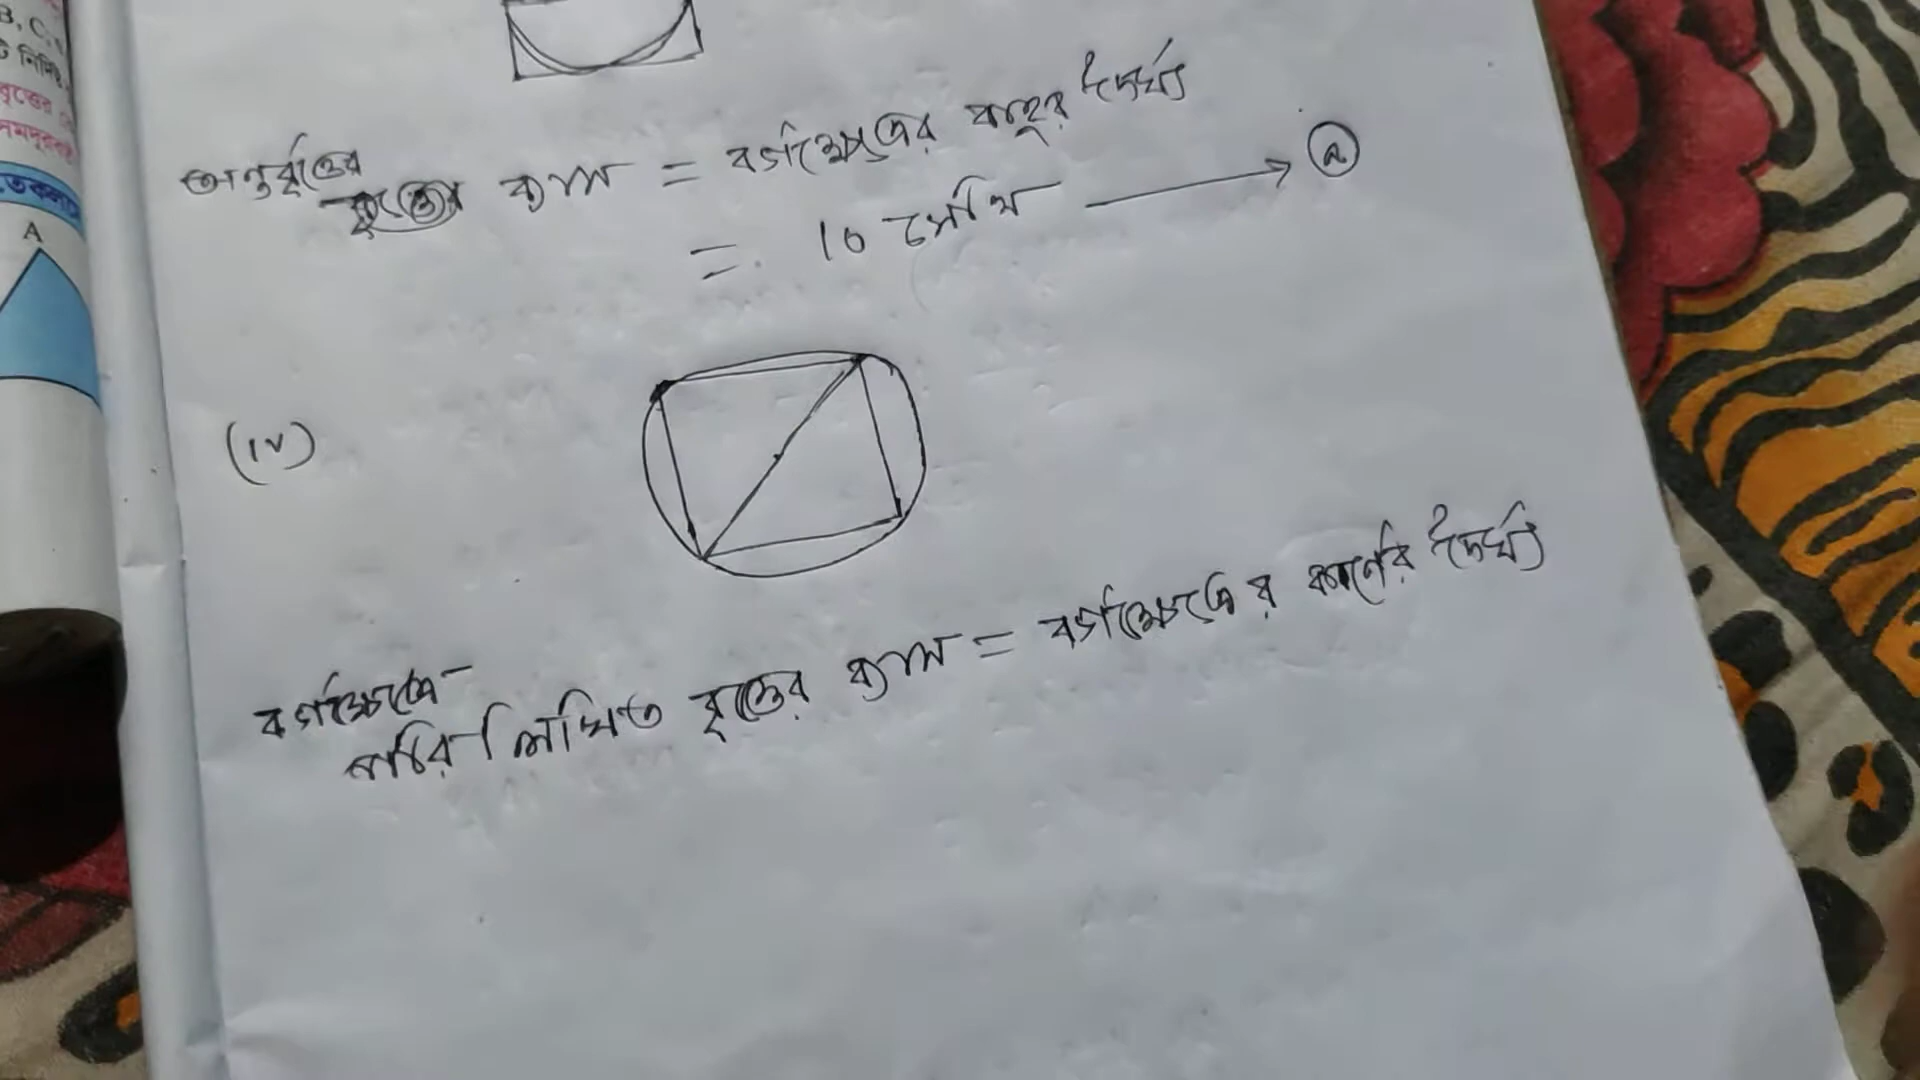 B, C,
বৃত্তের
A
অন্তর্বৃত্তের ব্যাস = বর্গক্ষেত্রের বাহুর দৈর্ঘ্য
= 10 সেমি → (a)
(iv)
বর্গক্ষেত্রে
পরিলিখিত বৃত্তের ব্যাস = বর্গক্ষেত্রের কর্ণের দৈর্ঘ্য